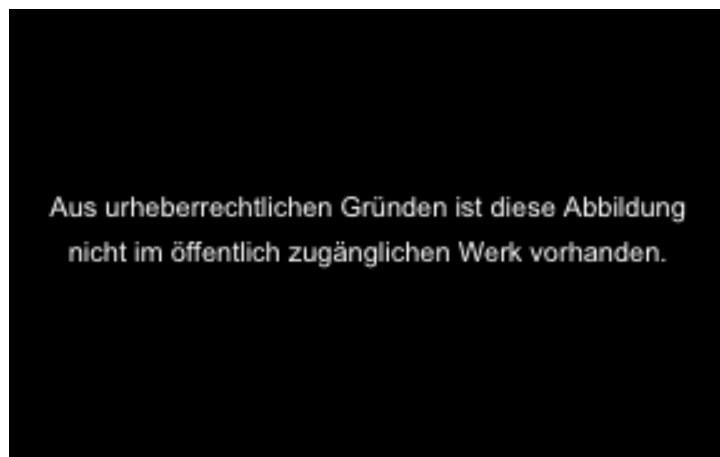 Aus urheberrechtlichen Gründen ist diese Abbildung
nicht im öffentlich zugänglichen Werk vorhanden.